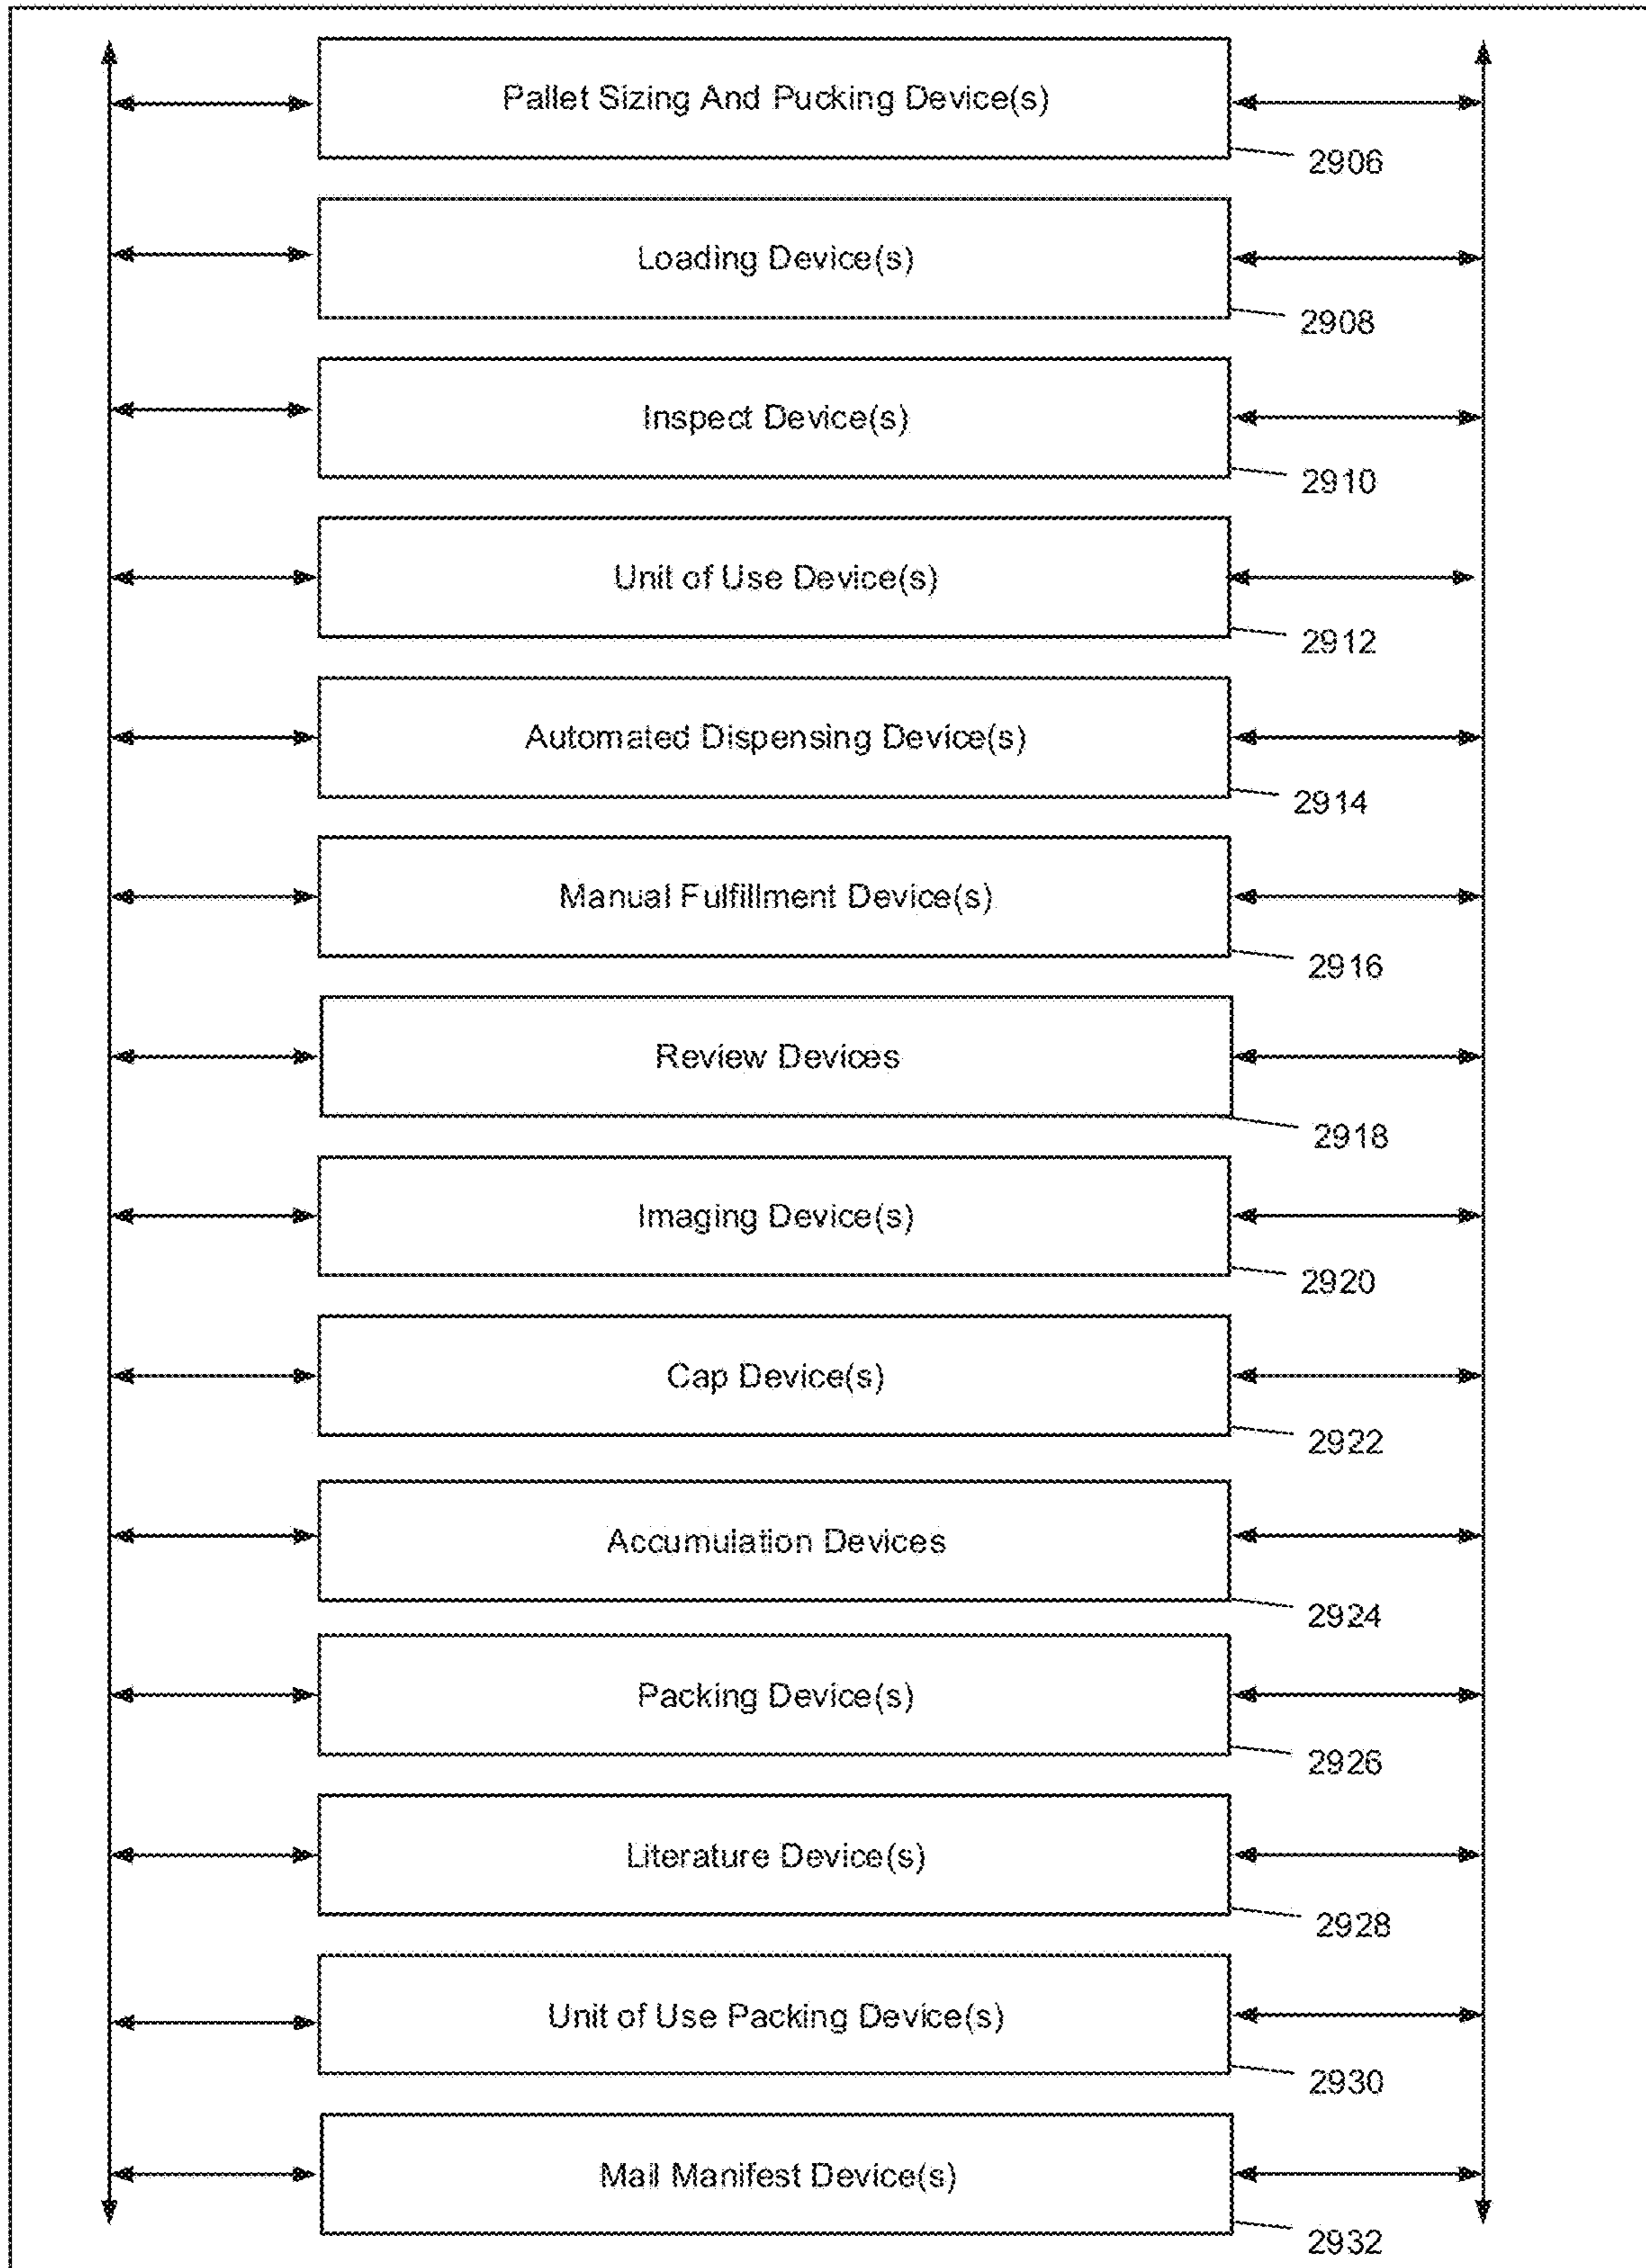 Pallet Sizing And Pucking Device(s)
2906
Loading Device(s)
2908
Inspect Device(s)
2910
Unit of Use Device(s)
2912
Automated Dispensing Device(s)
2914
Manual Fulfillment Device(s)
2916
Review Devices
2918
Imaging Device(s)
2920
Cap Device(s)
2922
Accumulation Devices
2924
Packing Device(s)
2926
Literature Device(s)
2928
Unit of Use Packing Device(s)
2930
Mail Manifest Device(s)
2932